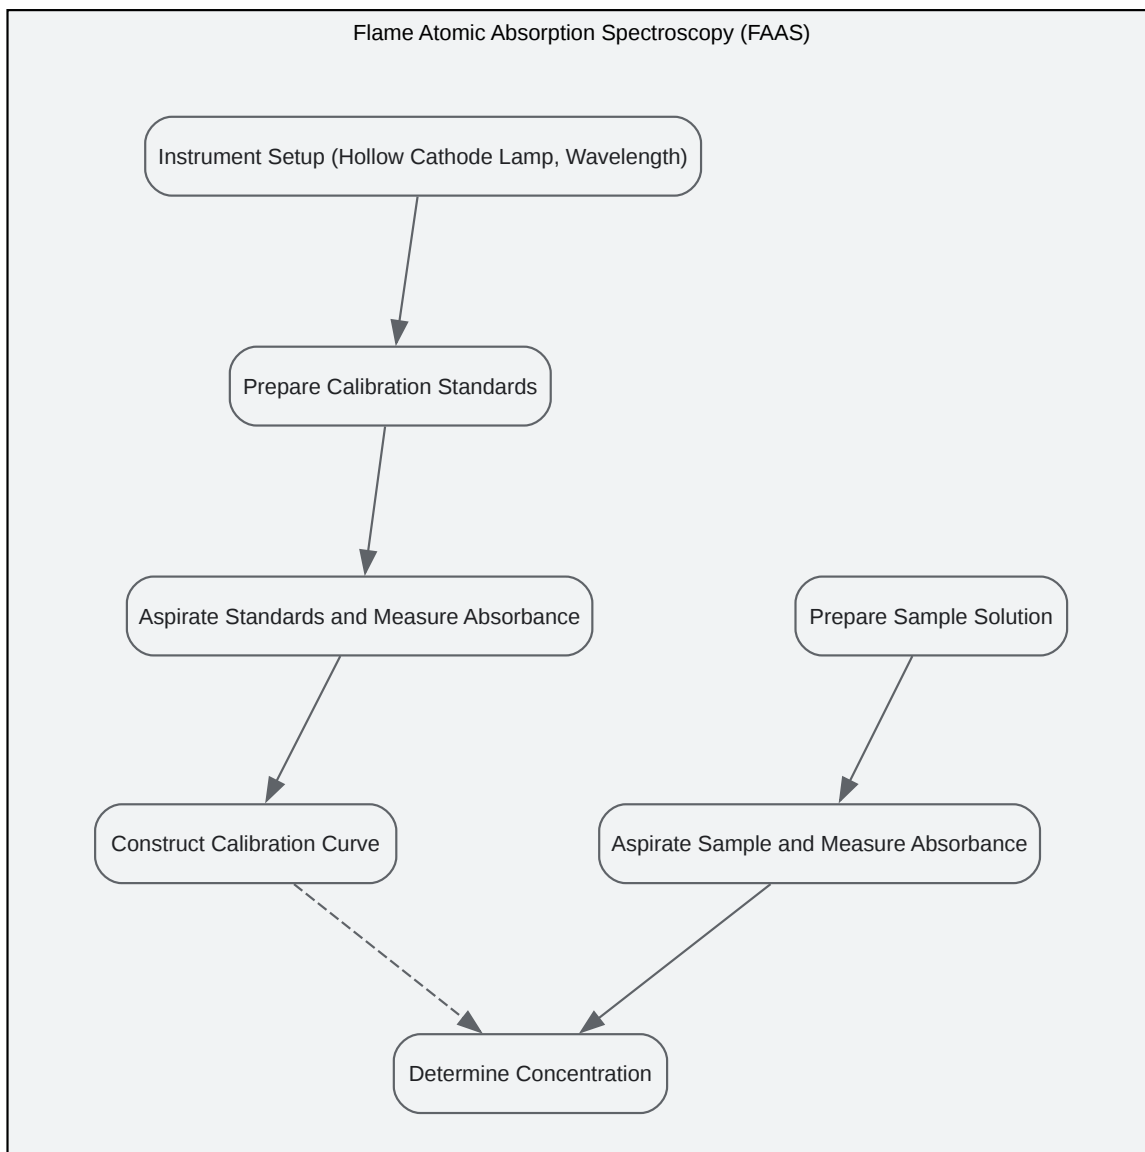 Flame Atomic Absorption Spectroscopy (FAAS)
Instrument Setup (Hollow Cathode Lamp, Wavelength)
Prepare Calibration Standards
Aspirate Standards and Measure Absorbance
Prepare Sample Solution
Construct Calibration Curve
Aspirate Sample and Measure Absorbance
Determine Concentration